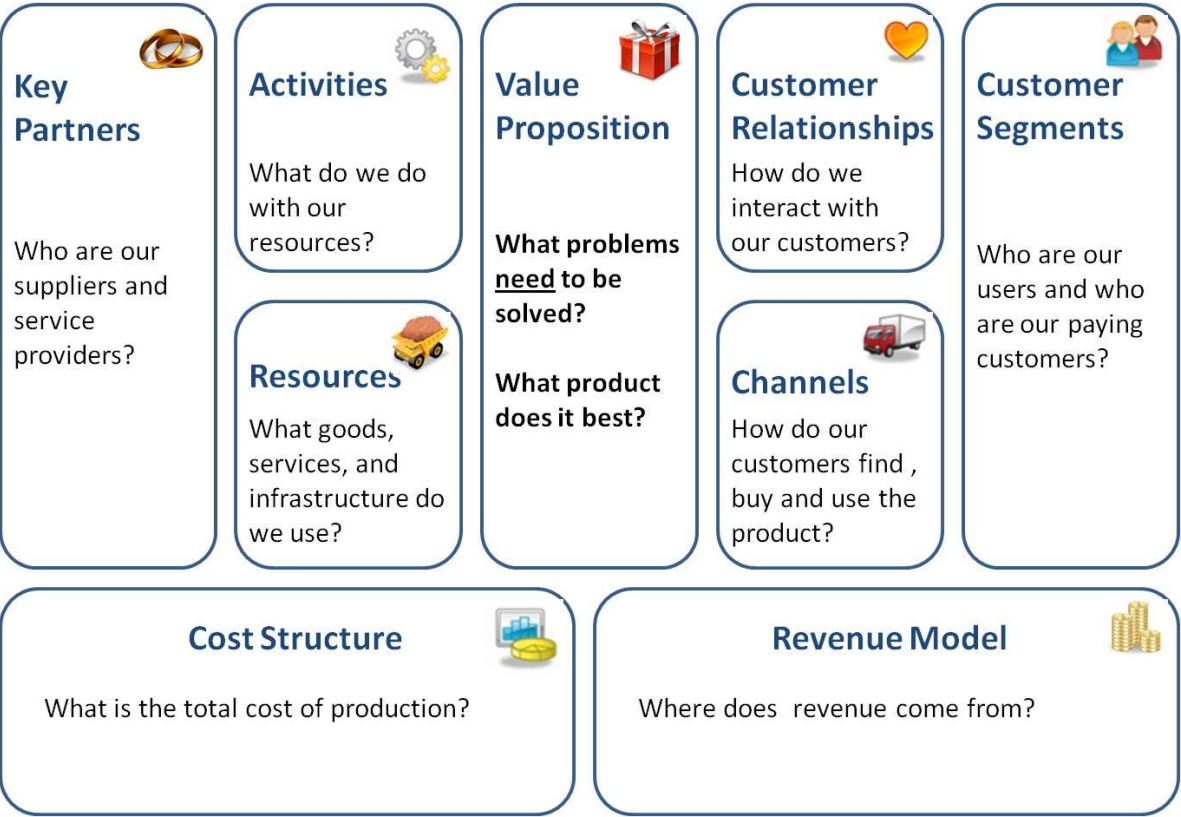 Key
Partners
Who are our
suppliers and
service
providers?
Activities
What do we do
with our
resources?
Resources
What goods,
services, and
infrastructure do
we use?
Value
Proposition
What problems
need to be
solved?
What product
does it best?
Customer
Relationships
How do we
interact with
our customers?
Channels
How do our
customers find ,
buy and use the
product?
Customer
Segments
Who are our
users and who
are our paying
customers?
Cost Structure
What is the total cost of production?
Revenue Model
Where does  revenue come from?